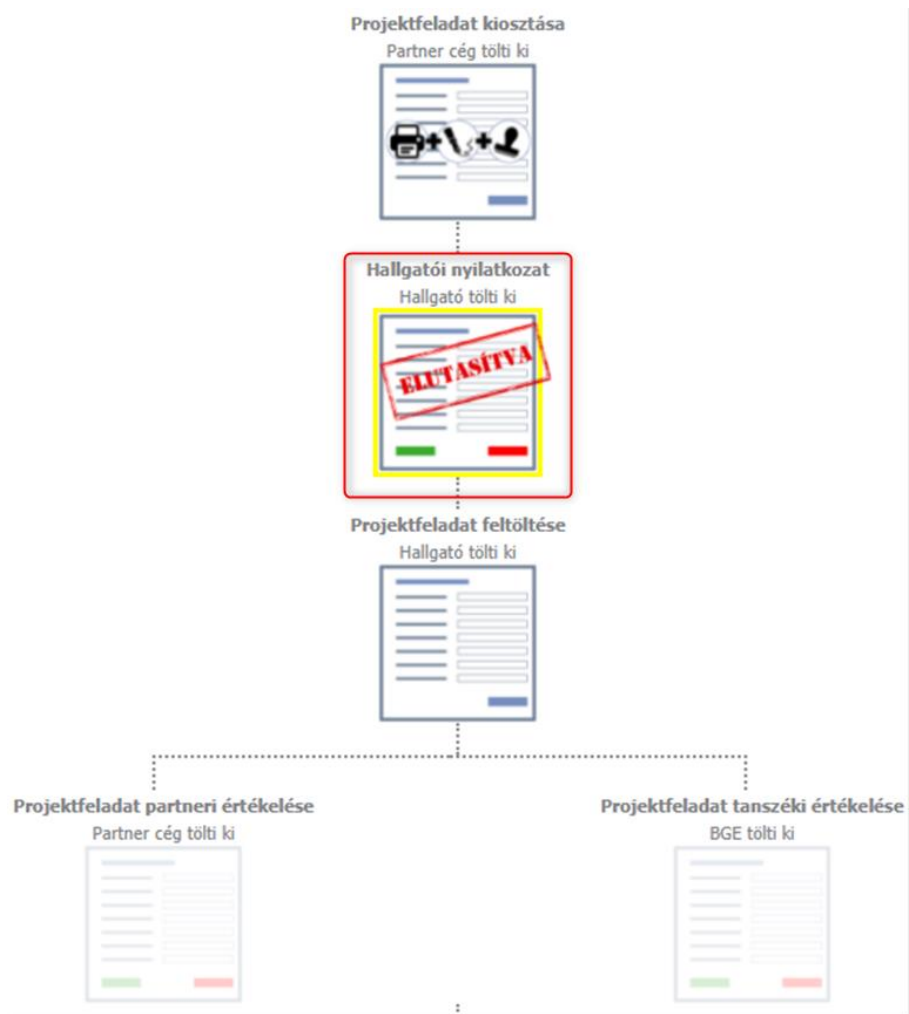 Projektfeladat kiosztása
Partner cég tölti ki
Hallgatói nyilatkozat
Hallgató tölti ki
ELUTASÍTVA
Projektfeladat feltöltése
Hallgató tölti ki
Projektfeladat partneri értékelése
Partner cég tölti ki
Projektfeladat tanszéki értékelése
BGE tölti ki